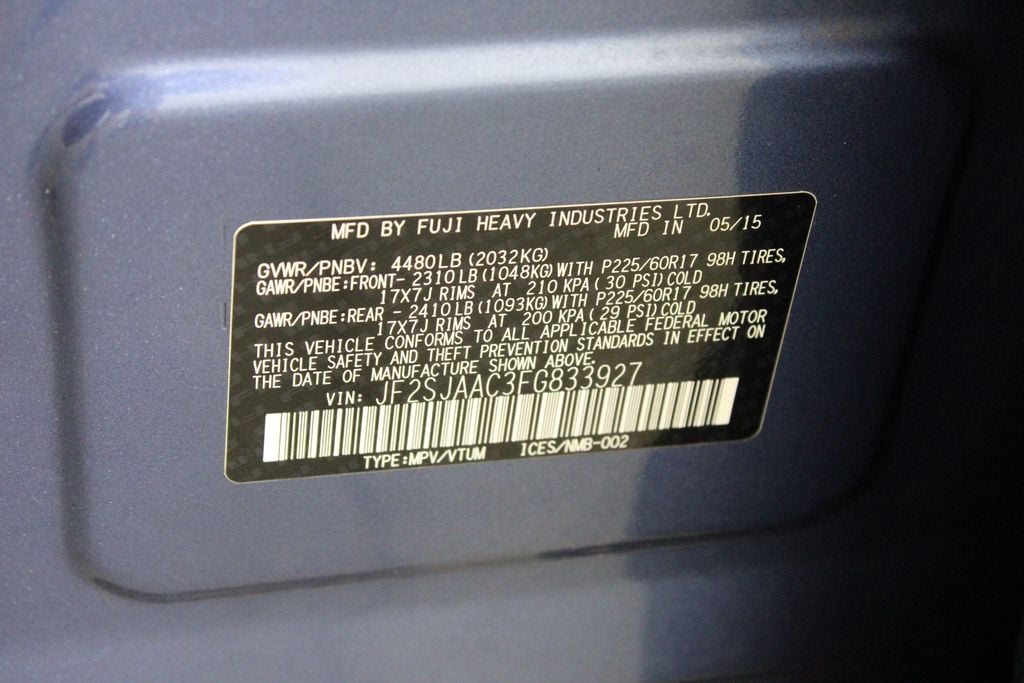 MFD BY FUJI HEAVY INDUSTRIES LTD.
MFD IN 05/15
GVWR/PNBV: 4480LB(2032KG)
GAWR/PNBE:FRONT- 2310LB(1048KG)WITH P225/60R17 98H TIRES,
17X7J RIMS AT 210 KPA(30 PSI)COLD
GAWR/PNBE:REAR - 2410LB(1093KG)WITH P225/60R17 98H TIRES,
17X7J RIMS AT 200 KPA(29 PSI)COLD
THIS VEHICLE CONFORMS TO ALL APPLICABLE FEDERAL MOTOR
VEHICLE SAFETY AND THEFT PREVENTION STANDARDS IN EFFECT ON
THE DATE OF MANUFACTURE SHOWN ABOVE.
VIN: JF2SJAAC3FG833927
TYPE:MPV/VTUM ICES/NMB-002